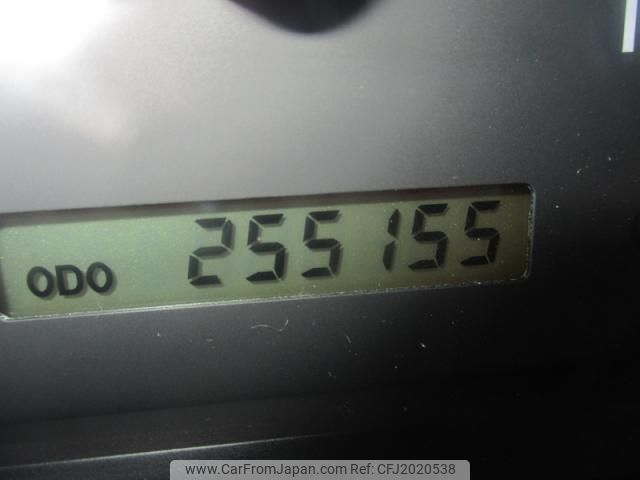 ODO 255155
www.CarFromJapan.com Ref:CFJ2020538